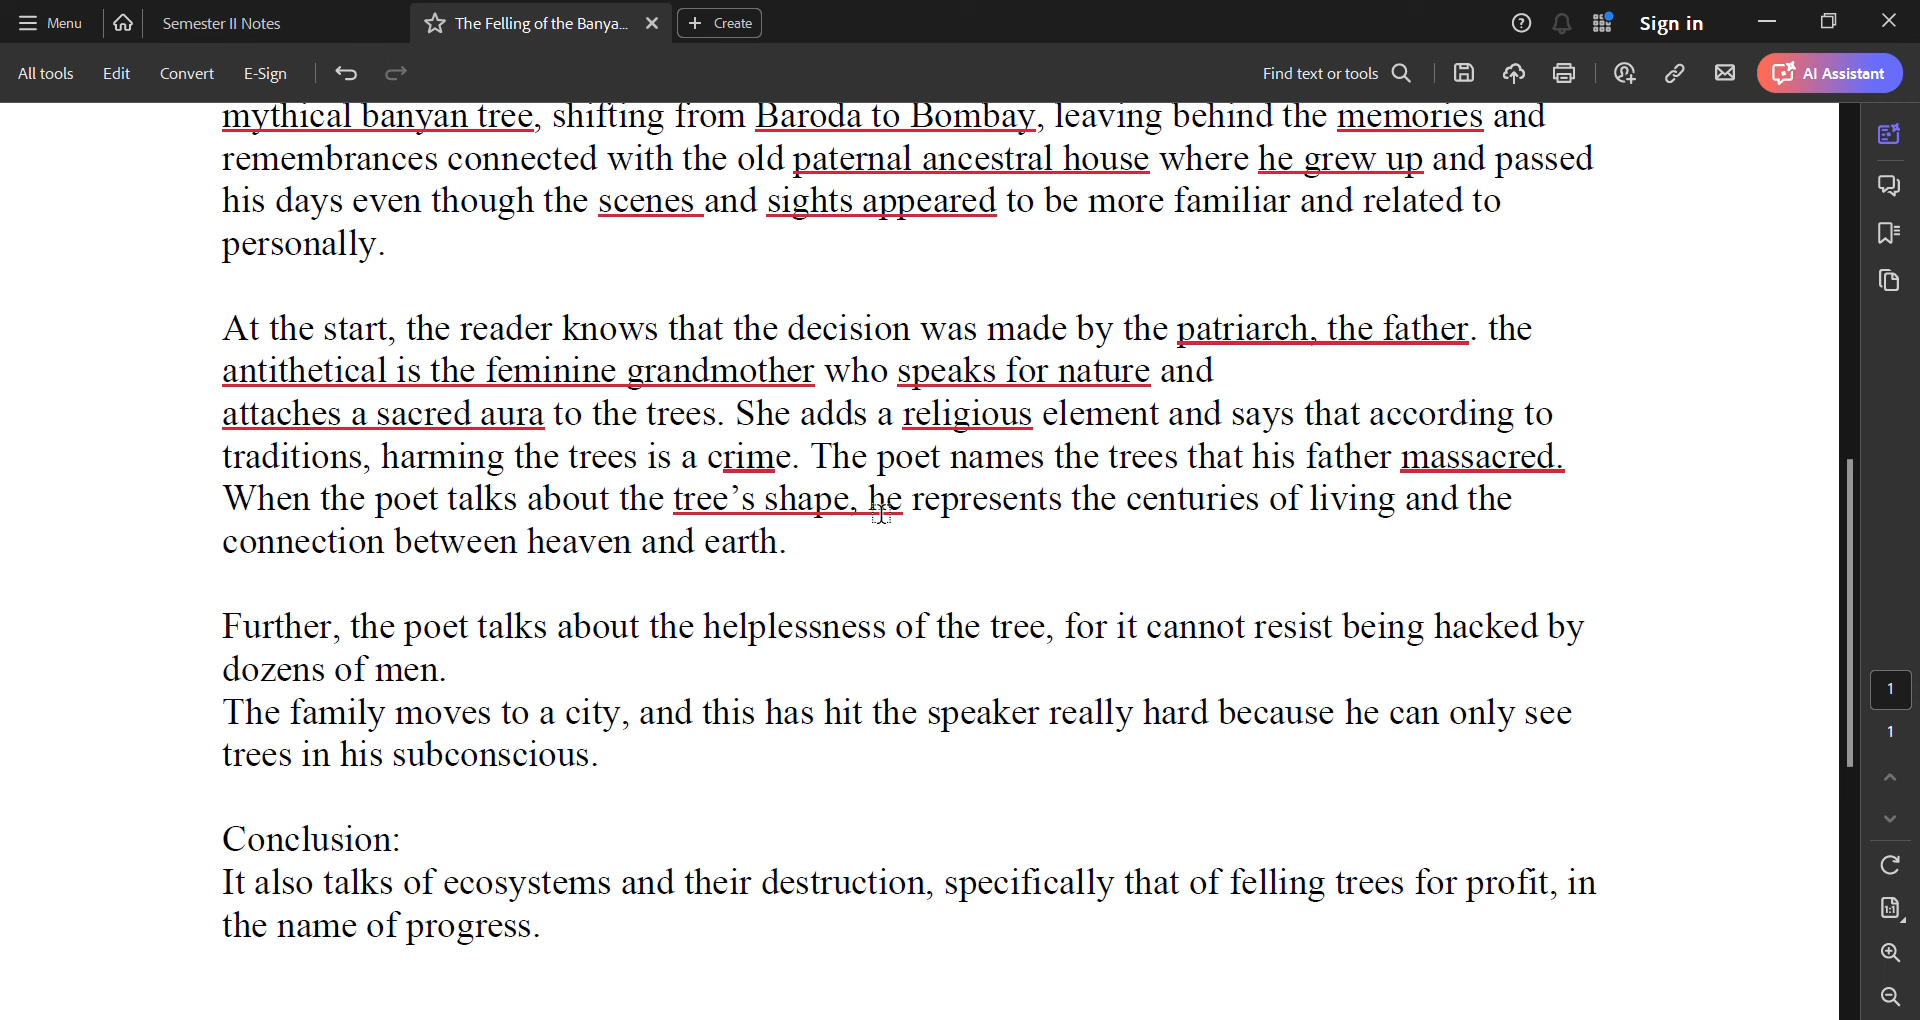 Menu
Semester II Notes
The Felling of the Banya...
Create
Sign in
All tools
Edit
Convert
E-Sign
Find text or tools
AI Assistant
mythical banyan tree, shifting from Baroda to Bombay, leaving behind the memories and
remembrances connected with the old paternal ancestral house where he grew up and passed
his days even though the scenes and sights appeared to be more familiar and related to
personally.
At the start, the reader knows that the decision was made by the patriarch, the father. the
antithetical is the feminine grandmother who speaks for nature and
attaches a sacred aura to the trees. She adds a religious element and says that according to
traditions, harming the trees is a crime. The poet names the trees that his father massacred.
When the poet talks about the tree’s shape, he represents the centuries of living and the
connection between heaven and earth.
Further, the poet talks about the helplessness of the tree, for it cannot resist being hacked by
dozens of men.
The family moves to a city, and this has hit the speaker really hard because he can only see
trees in his subconscious.
Conclusion:
It also talks of ecosystems and their destruction, specifically that of felling trees for profit, in
the name of progress.
1
1